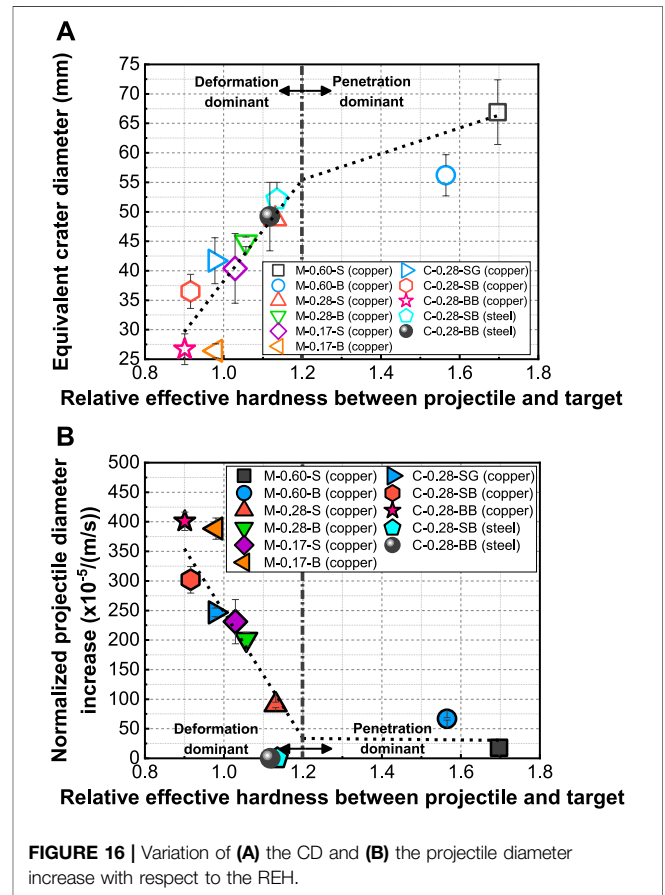 A
Equivalent crater diameter (mm)
75
70
65
60
55
50
45
40
35
30
25
Deformation dominant
Penetration dominant
M-0.60-S (copper)
M-0.60-B (copper)
M-0.28-S (copper)
M-0.28-B (copper)
M-0.17-S (copper)
M-0.17-B (copper)
C-0.28-SG (copper)
C-0.28-SB (copper)
C-0.28-BB (copper)
C-0.28-SB (steel)
C-0.28-BB (steel)
0.8 1.0 1.2 1.4 1.6 1.8
Relative effective hardness between projectile and target
B
Normalized projectile diameter
increase (x10⁻⁵/(m/s))
500
450
400
350
300
250
200
150
100
50
0
M-0.60-S (copper)
M-0.60-B (copper)
M-0.28-S (copper)
M-0.28-B (copper)
M-0.17-S (copper)
M-0.17-B (copper)
C-0.28-SG (copper)
C-0.28-SB (copper)
C-0.28-BB (copper)
C-0.28-SB (steel)
C-0.28-BB (steel)
Deformation dominant
Penetration dominant
0.8 1.0 1.2 1.4 1.6 1.8
Relative effective hardness between projectile and target
FIGURE 16 | Variation of (A) the CD and (B) the projectile diameter
increase with respect to the REH.